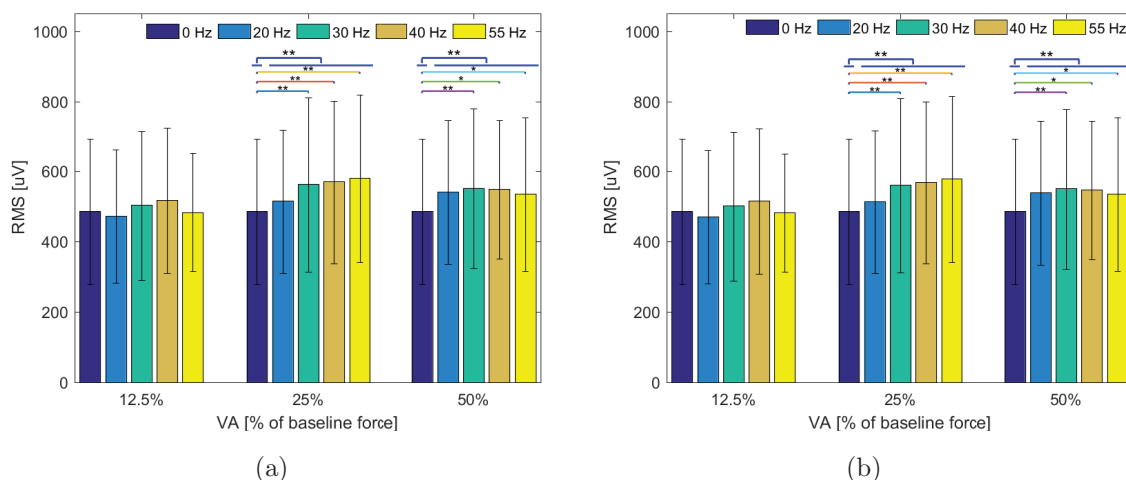 1000
800
600
400
200
0
RMS [uV]
0 Hz 20 Hz 30 Hz 40 Hz 55 Hz
**
**
**
**
**
*
*
**
12.5% 25% 50%
VA [% of baseline force]
(a)
1000
800
600
400
200
0
RMS [uV]
0 Hz 20 Hz 30 Hz 40 Hz 55 Hz
**
**
**
**
**
*
*
**
12.5% 25% 50%
VA [% of baseline force]
(b)